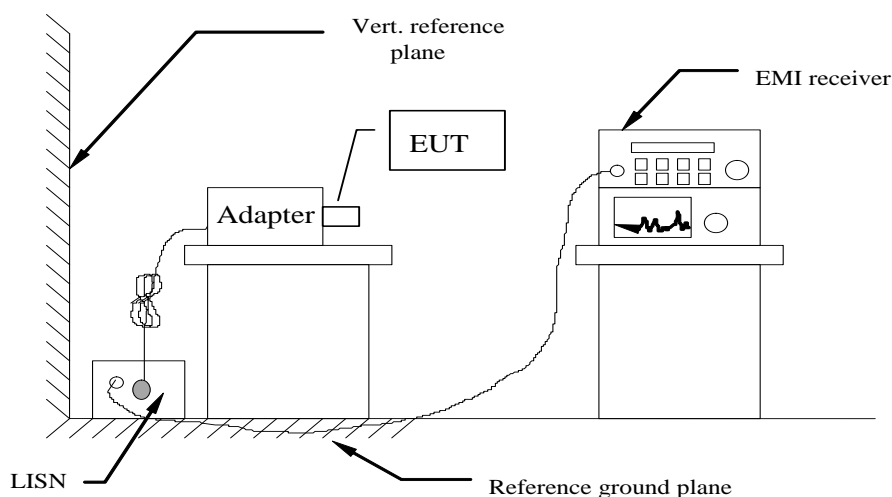 Vert. reference
plane
EMI receiver
EUT
Adapter
LISN
Reference ground plane